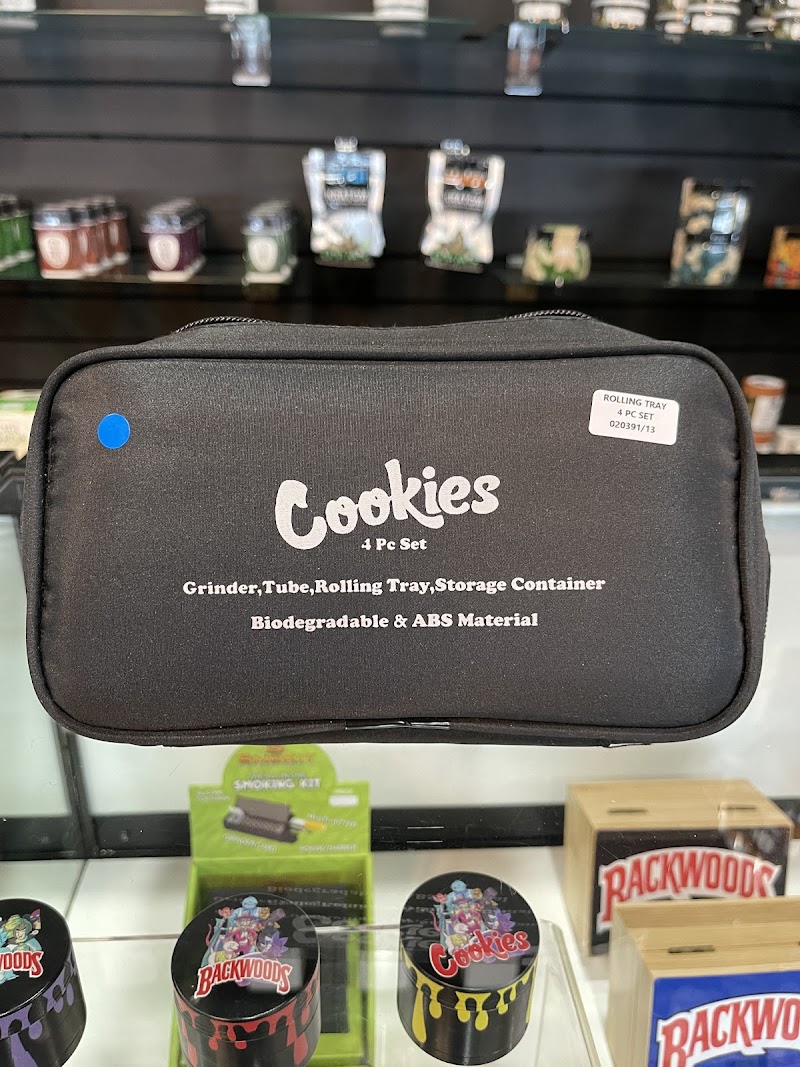 ROLLING TRAY
4 PC SET
020391/13
Cookies
4 Pc Set
Grinder,Tube,Rolling Tray,Storage Container
Biodegradable & ABS Material
SMOKING KIT
BACKWOODS
BACKWOODS
Cookies